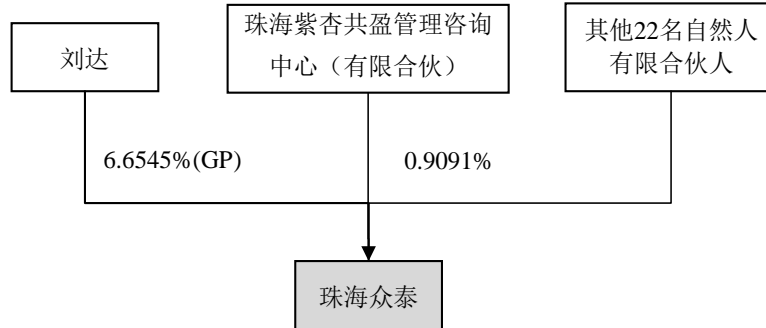 刘达
珠海紫杏共盈管理咨询
中心（有限合伙）
其他22名自然人
有限合伙人
6.6545%(GP)
0.9091%
珠海众泰